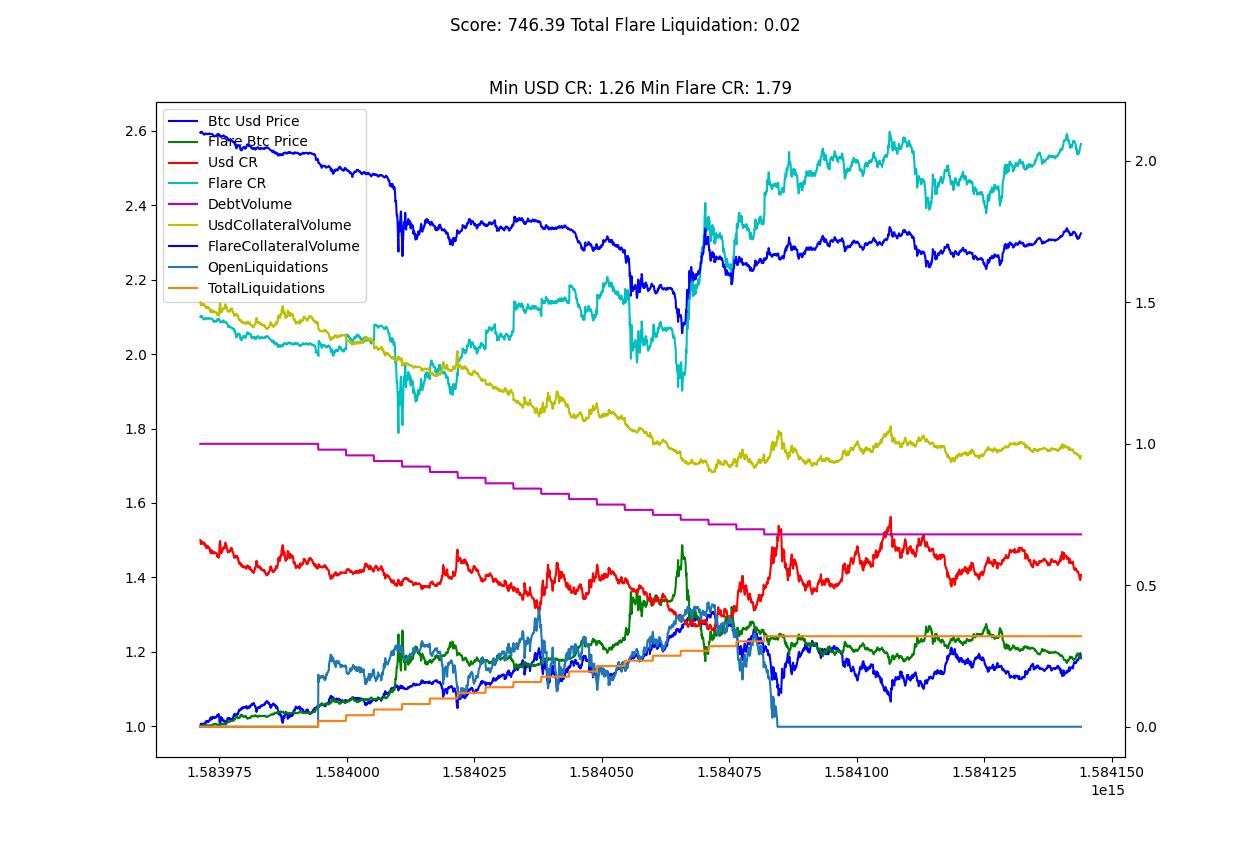 Score: 746.39 Total Flare Liquidation: 0.02
Min USD CR: 1.26 Min Flare CR: 1.79
Btc Usd Price
Flare Btc Price
Usd CR
Flare CR
DebtVolume
UsdCollateralVolume
FlareCollateralVolume
OpenLiquidations
TotalLiquidations
2.6
2.4
2.2
2.0
1.8
1.6
1.4
1.2
1.0
2.0
1.5
1.0
0.5
0.0
1.583975 1.584000 1.584025 1.584050 1.584075 1.584100 1.584125 1.584150
1e15